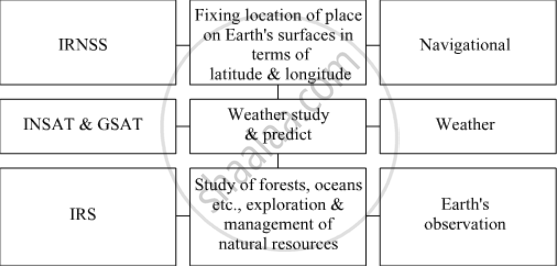 IRNSS
Fixing location of place
on Earth's surfaces in
terms of
latitude & longitude
Navigational
INSAT & GSAT
Weather study
& predict
Weather
IRS
Study of forests, oceans
etc., exploration &
management of
natural resources
Earth's
observation
shaalaa.com